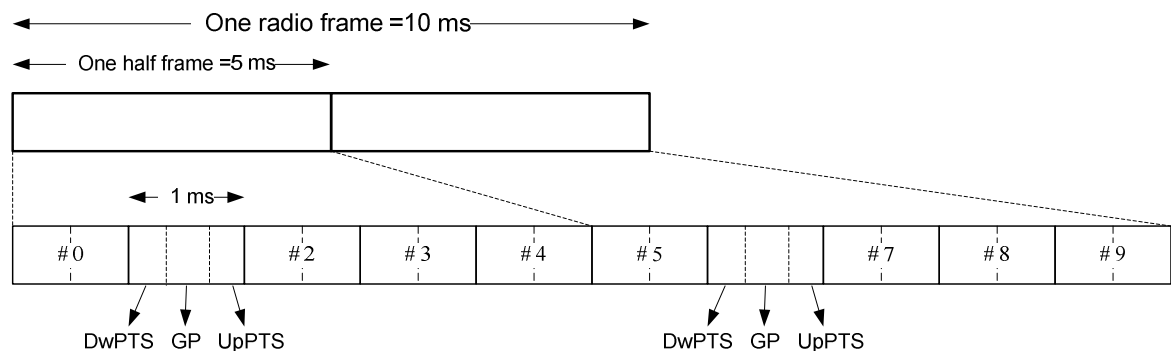 One radio frame =10 ms
One half frame =5 ms
1 ms
#0 #2 #3 #4 #5 #7 #8 #9
DwPTS GP UpPTS DwPTS GP UpPTS